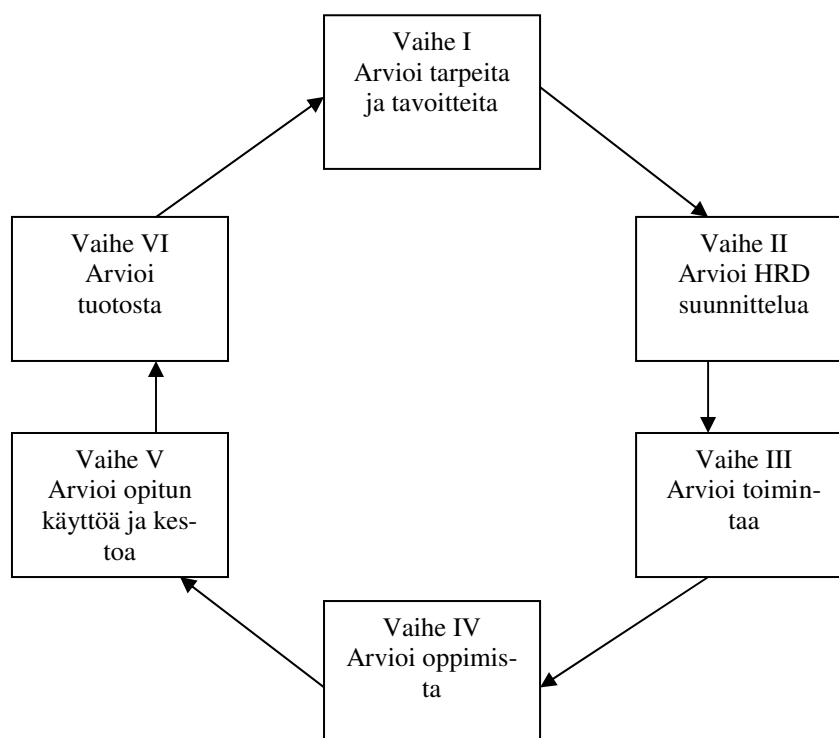 Vaihe I
Arvioi tarpeita
ja tavoitteita
Vaihe II
Arvioi HRD
suunnittelua
Vaihe III
Arvioi toimin-
taa
Vaihe IV
Arvioi oppimis-
ta
Vaihe V
Arvioi opitun
käyttöä ja kes-
toa
Vaihe VI
Arvioi
tuotosta